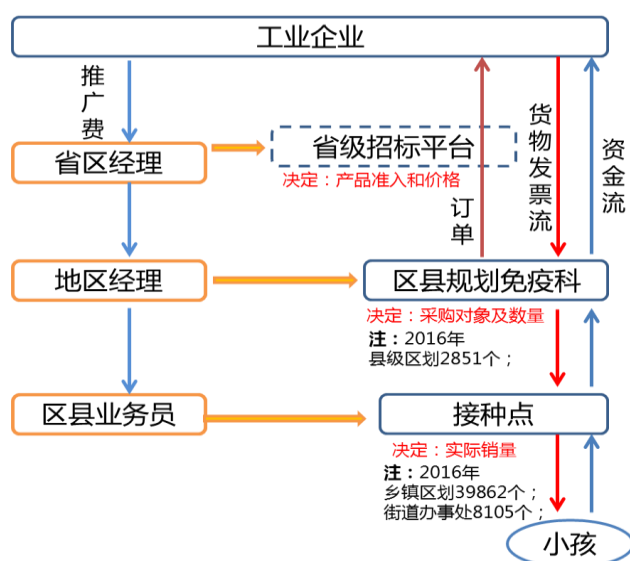 工业企业
推广费
省区经理
省级招标平台
决定：产品准入和价格
订单
货物发票流
资金流
地区经理
区县规划免疫科
决定：采购对象及数量
注：2016年
县级区划2851个；
区县业务员
接种点
决定：实际销量
注：2016年
乡镇区划39862个；
街道办事处8105个；
小孩